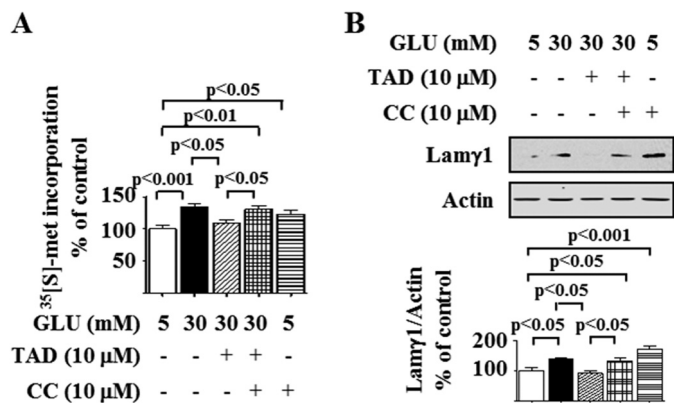 A
p<0.05
p<0.01
p<0.05
p<0.001 p<0.05
³⁵[S]-met incorporation
% of control
150
100
50
GLU (mM) 5 30 30 30 5
TAD (10 µM) - - + + -
CC (10 µM) - - - + +
B
GLU (mM) 5 30 30 30 5
TAD (10 µM) - - + + -
CC (10 µM) - - - + +
Lamγ1
Actin
p<0.001
p<0.05
p<0.05
p<0.05 p<0.05
Lamγ1/Actin
% of control
200
100